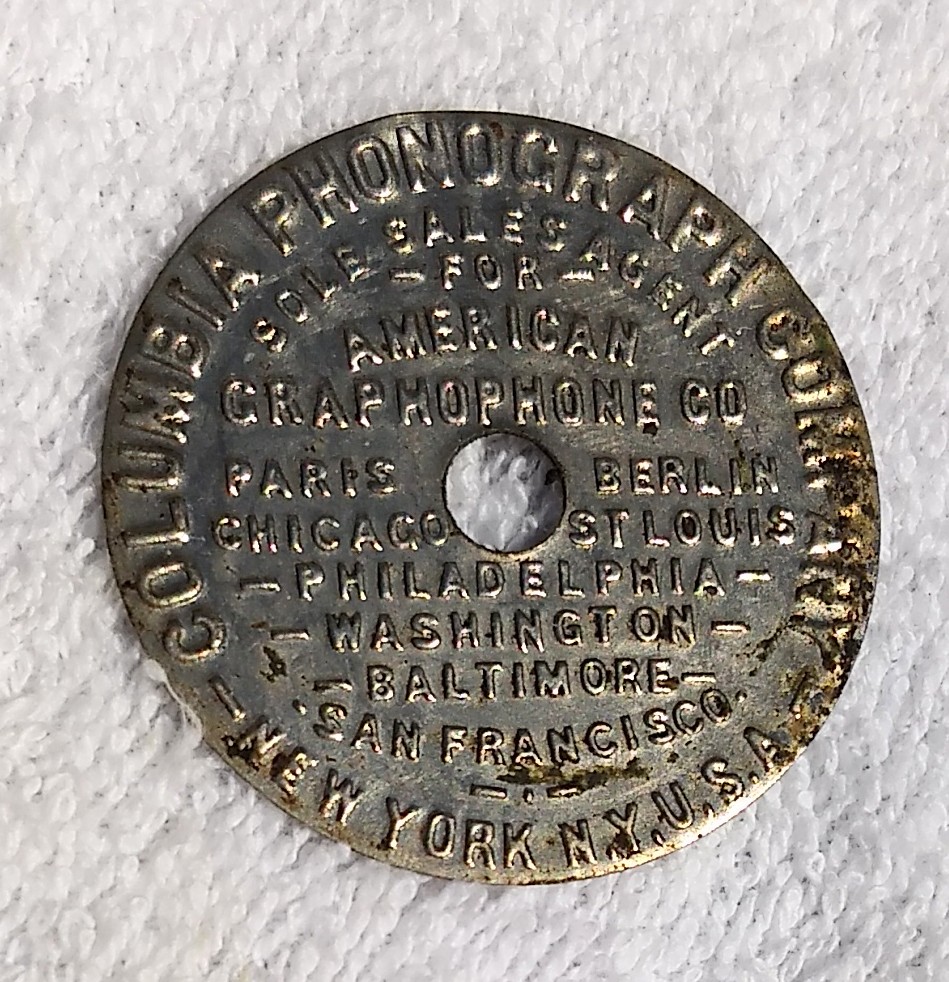 COLUMBIA PHONOGRAPH COMPANY
SOLE SALES AGENT
-FOR-
AMERICAN
GRAPHOPHONE CO
PARIS BERLIN
CHICAGO ST LOUIS
-PHILADELPHIA-
-WASHINGTON-
-BALTIMORE-
·SAN FRANCISCO·
-·-
-NEW YORK N.Y.U.S.A-